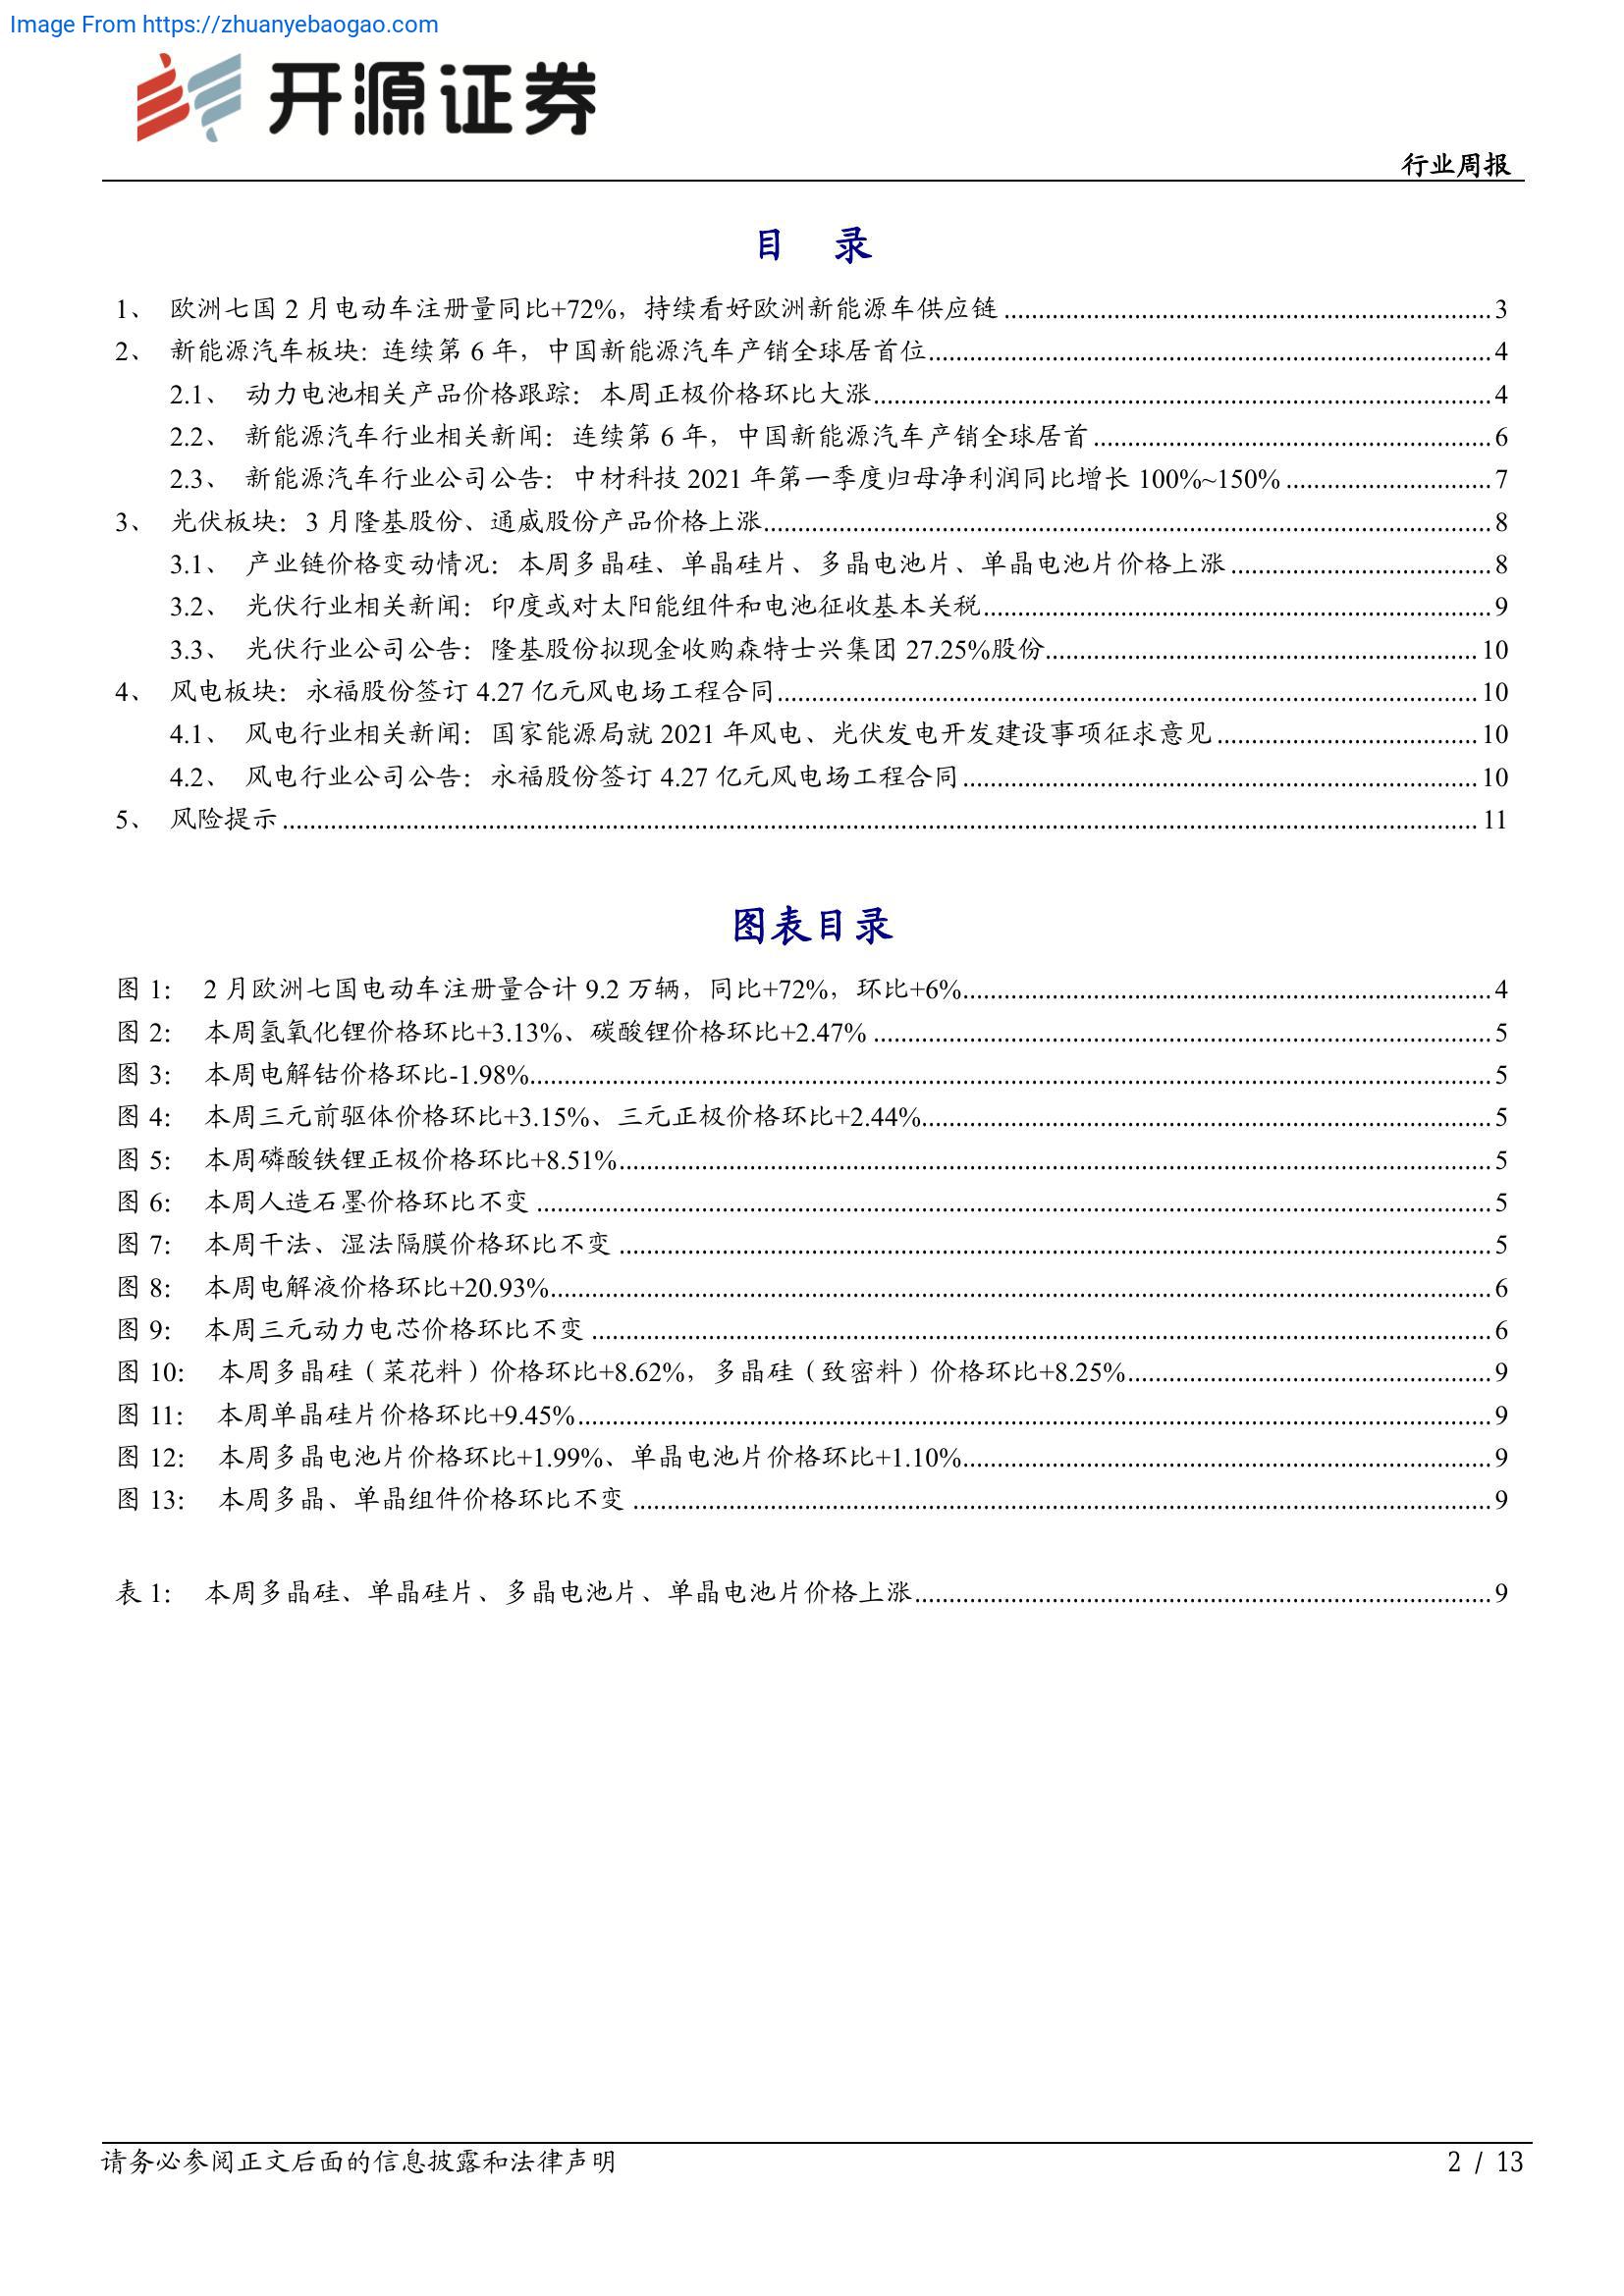 Image From https://zhuanyebaogao.com
开源证券
行业周报
目 录
1、 欧洲七国 2 月电动车注册量同比+72%，持续看好欧洲新能源车供应链 3
2、 新能源汽车板块：连续第 6 年，中国新能源汽车产销全球居首位 4
2.1、 动力电池相关产品价格跟踪：本周正极价格环比大涨 4
2.2、 新能源汽车行业相关新闻：连续第 6 年，中国新能源汽车产销全球居首 6
2.3、 新能源汽车行业公司公告：中材科技 2021 年第一季度归母净利润同比增长 100%~150% 7
3、 光伏板块：3 月隆基股份、通威股份产品价格上涨 8
3.1、 产业链价格变动情况：本周多晶硅、单晶硅片、多晶电池片、单晶电池片价格上涨 8
3.2、 光伏行业相关新闻：印度或对太阳能组件和电池征收基本关税 9
3.3、 光伏行业公司公告：隆基股份拟现金收购森特士兴集团 27.25%股份 10
4、 风电板块：永福股份签订 4.27 亿元风电场工程合同 10
4.1、 风电行业相关新闻：国家能源局就 2021 年风电、光伏发电开发建设事项征求意见 10
4.2、 风电行业公司公告：永福股份签订 4.27 亿元风电场工程合同 10
5、 风险提示 11
图表目录
图 1： 2 月欧洲七国电动车注册量合计 9.2 万辆，同比+72%，环比+6% 4
图 2： 本周氢氧化锂价格环比+3.13%、碳酸锂价格环比+2.47% 5
图 3： 本周电解钴价格环比-1.98% 5
图 4： 本周三元前驱体价格环比+3.15%、三元正极价格环比+2.44% 5
图 5： 本周磷酸铁锂正极价格环比+8.51% 5
图 6： 本周人造石墨价格环比不变 5
图 7： 本周干法、湿法隔膜价格环比不变 5
图 8： 本周电解液价格环比+20.93% 6
图 9： 本周三元动力电芯价格环比不变 6
图 10： 本周多晶硅（菜花料）价格环比+8.62%，多晶硅（致密料）价格环比+8.25% 9
图 11： 本周单晶硅片价格环比+9.45% 9
图 12： 本周多晶电池片价格环比+1.99%、单晶电池片价格环比+1.10% 9
图 13： 本周多晶、单晶组件价格环比不变 9
表 1： 本周多晶硅、单晶硅片、多晶电池片、单晶电池片价格上涨 9
请务必参阅正文后面的信息披露和法律声明 2 / 13